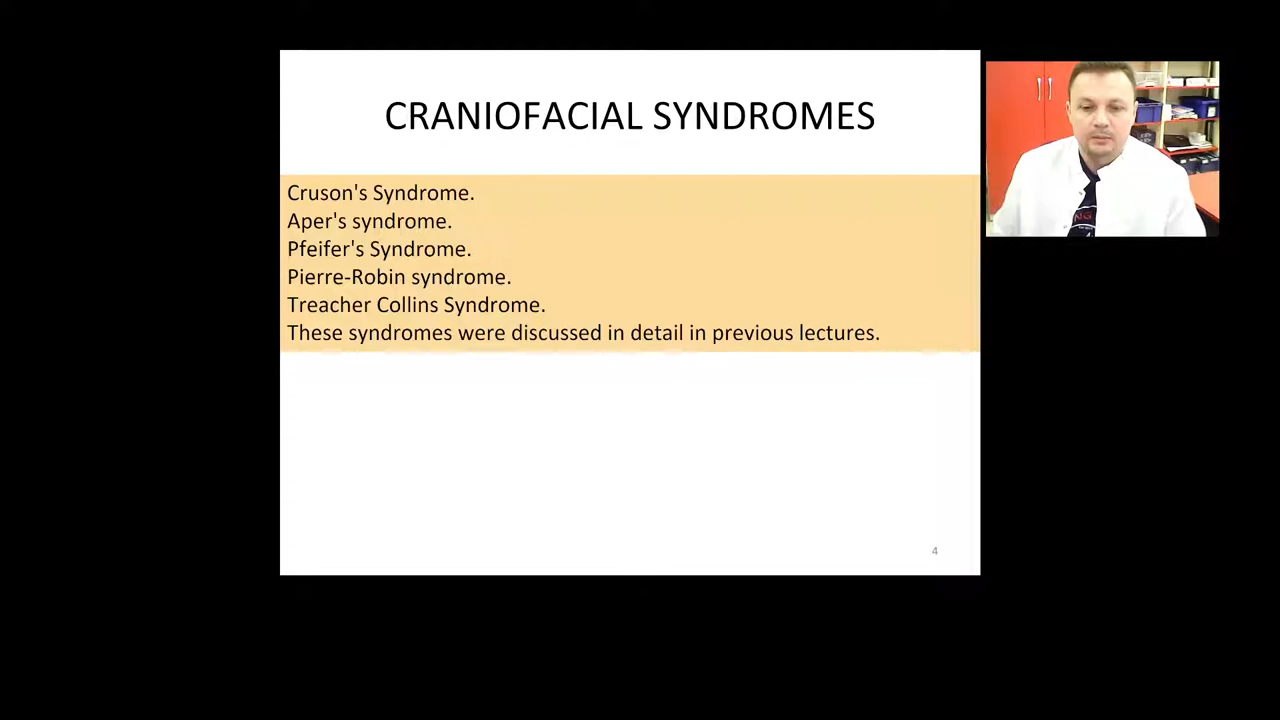 CRANIOFACIAL SYNDROMES
Cruson's Syndrome.
Aper's syndrome.
Pfeifer's Syndrome.
Pierre-Robin syndrome.
Treacher Collins Syndrome.
These syndromes were discussed in detail in previous lectures.
4
NG